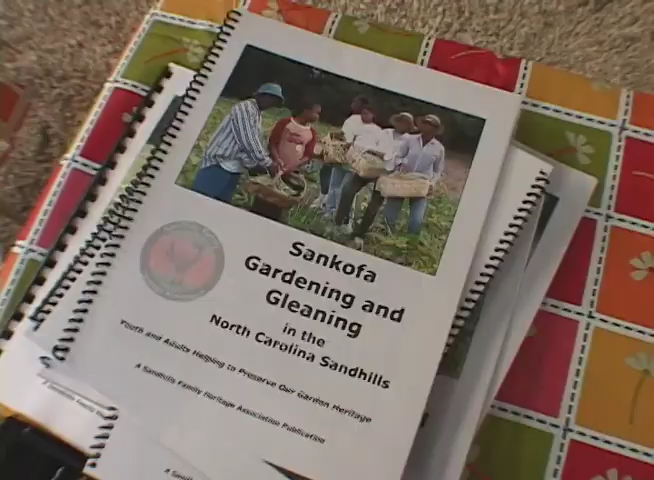 Sankofa
Gardening and
Gleaning
in the
North Carolina Sandhills
Youth and Adults Helping to Preserve Our Garden Heritage
A Sandhills Family Heritage Association Publication